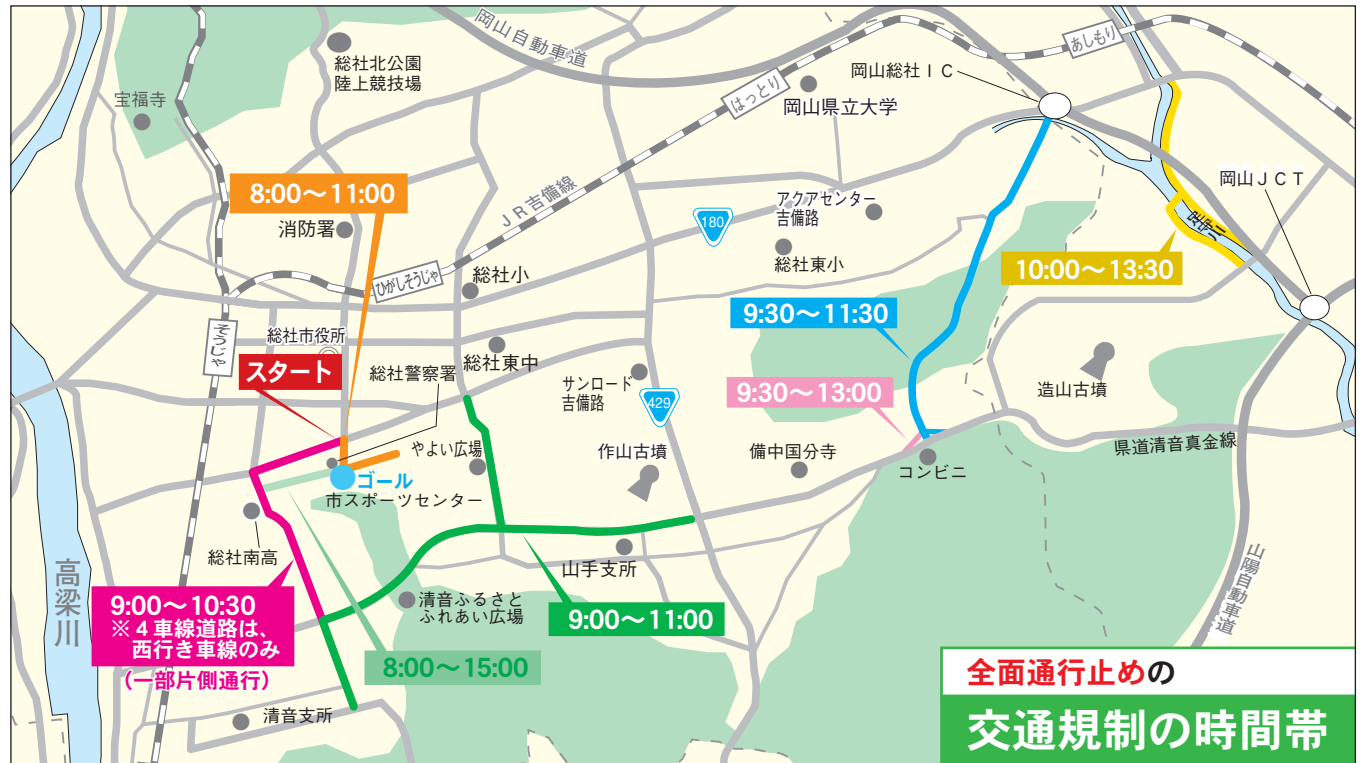 岡山自動車道
総社北公園
陸上競技場
宝福寺
あしもり
岡山総社ＩＣ
はっとり
岡山県立大学
岡山ＪＣＴ
8:00〜11:00
消防署
ＪＲ吉備線
180
アクアセンター
吉備路
総社東小
足守川
10:00〜13:30
ひがしそうじゃ
総社小
9:30〜11:30
そうじゃ
総社市役所
スタート
総社警察署
総社東中
サンロード
吉備路
429
9:30〜13:00
造山古墳
県道清音真金線
やよい広場
作山古墳
備中国分寺
コンビニ
ゴール
市スポーツセンター
総社南高
山手支所
高梁川
9:00〜10:30
※４車線道路は、
西行き車線のみ
（一部片側通行）
清音ふるさと
ふれあい広場
9:00〜11:00
8:00〜15:00
山陽自動車道
清音支所
全面通行止めの
交通規制の時間帯